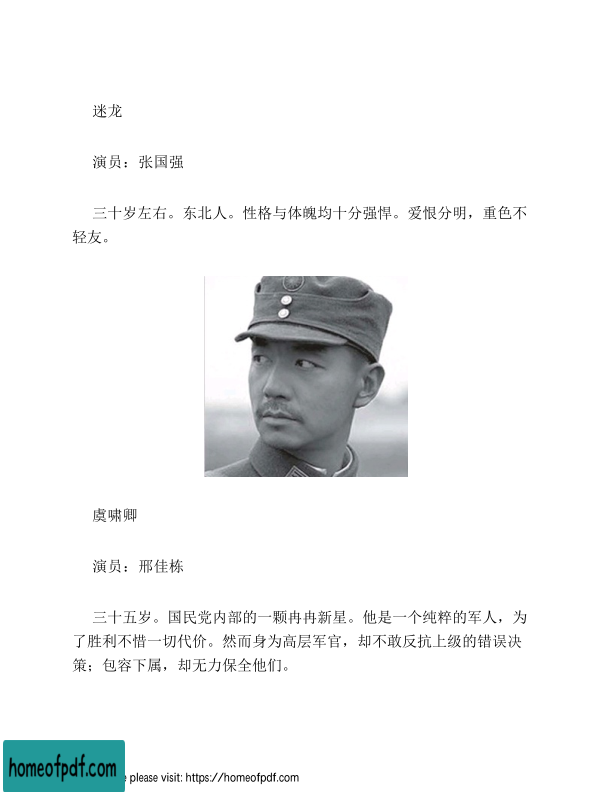 迷龙
演员：张国强
三十岁左右。东北人。性格与体魄均十分强悍。爱恨分明，重色不
轻友。
虞啸卿
演员：邢佳栋
三十五岁。国民党内部的一颗冉冉新星。他是一个纯粹的军人，为
了胜利不惜一切代价。然而身为高层军官，却不敢反抗上级的错误决
策；包容下属，却无力保全他们。
homeofpdf.com
please visit: https://homeofpdf.com